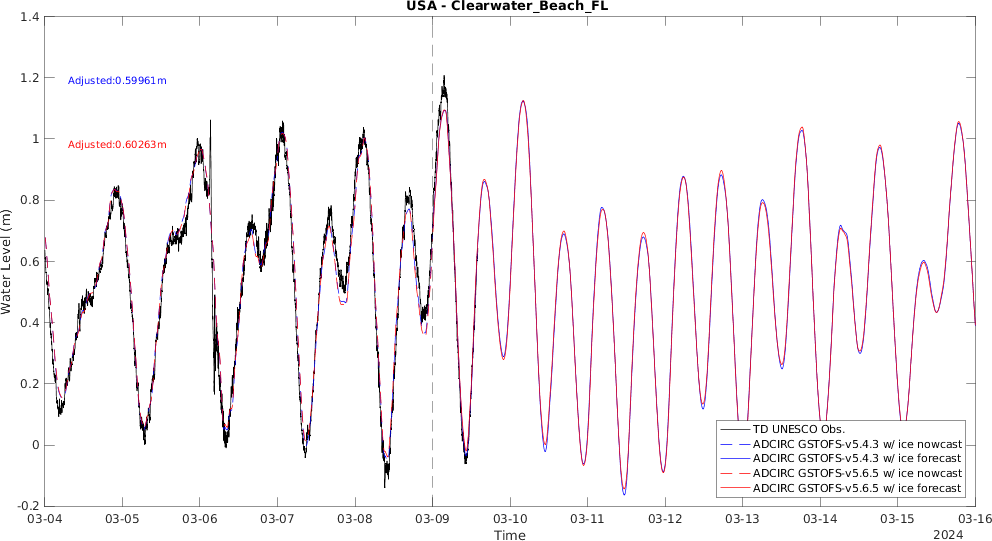 USA - Clearwater_Beach_FL
1.4
1.2
1
0.8
0.6
0.4
0.2
0
-0.2
Water Level (m)
Adjusted:0.59961m
Adjusted:0.60263m
TD UNESCO Obs.
ADCIRC GSTOFS-v5.4.3 w/ ice nowcast
ADCIRC GSTOFS-v5.4.3 w/ ice forecast
ADCIRC GSTOFS-v5.6.5 w/ ice nowcast
ADCIRC GSTOFS-v5.6.5 w/ ice forecast
03-04 03-05 03-06 03-07 03-08 03-09 03-10 03-11 03-12 03-13 03-14 03-15 03-16
Time
2024